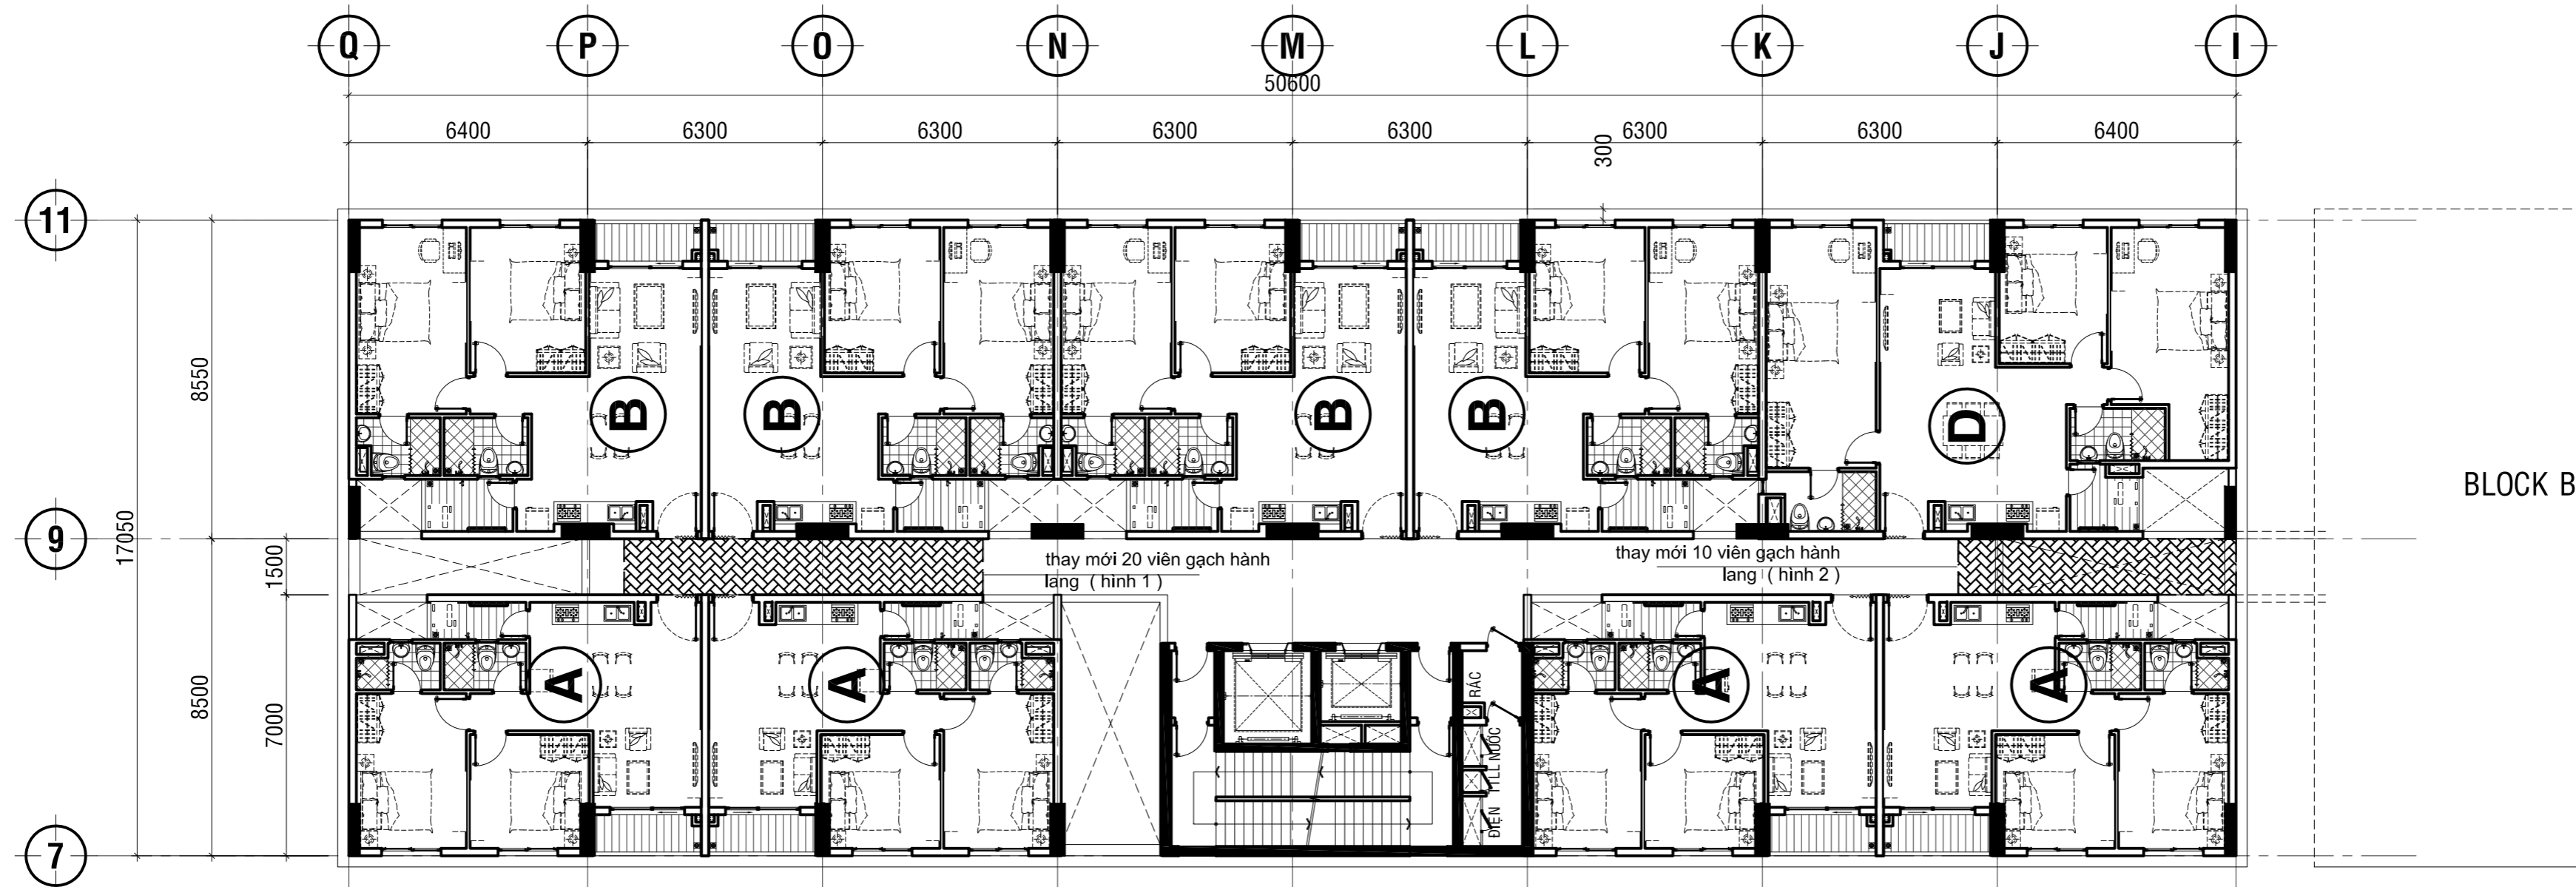 Q P O N M L K J I
50600
6400 6300 6300 6300 6300 6300 6300 6400
300
11
9
7
17050
8550
8500
1500
7000
B B B B D
BLOCK B
thay mới 20 viên gạch hành
lang ( hình 1 )
thay mới 10 viên gạch hành
lang ( hình 2 )
A A A A
RÁC
TLL NƯỚC
ĐIỆN